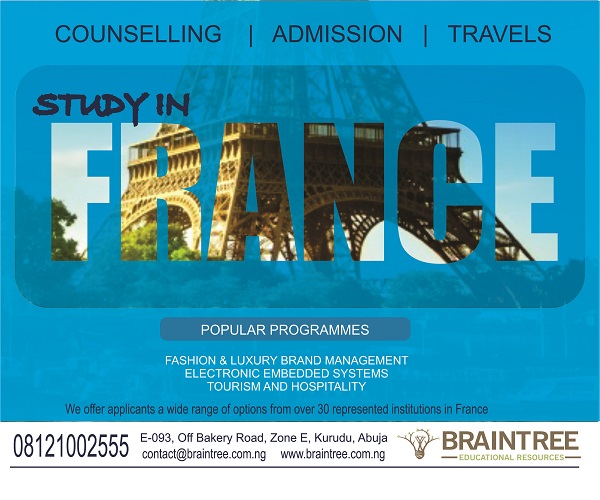 COUNSELLING | ADMISSION | TRAVELS
STUDY IN
FRANCE
POPULAR PROGRAMMES
FASHION & LUXURY BRAND MANAGEMENT
ELECTRONIC EMBEDDED SYSTEMS
TOURISM AND HOSPITALITY
We offer applicants a wide range of options from over 30 represented institutions in France
08121002555
E-093, Off Bakery Road, Zone E, Kurudu, Abuja
contact@braintree.com.ng www.braintree.com.ng
BRAINTREE
EDUCATIONAL RESOURCES